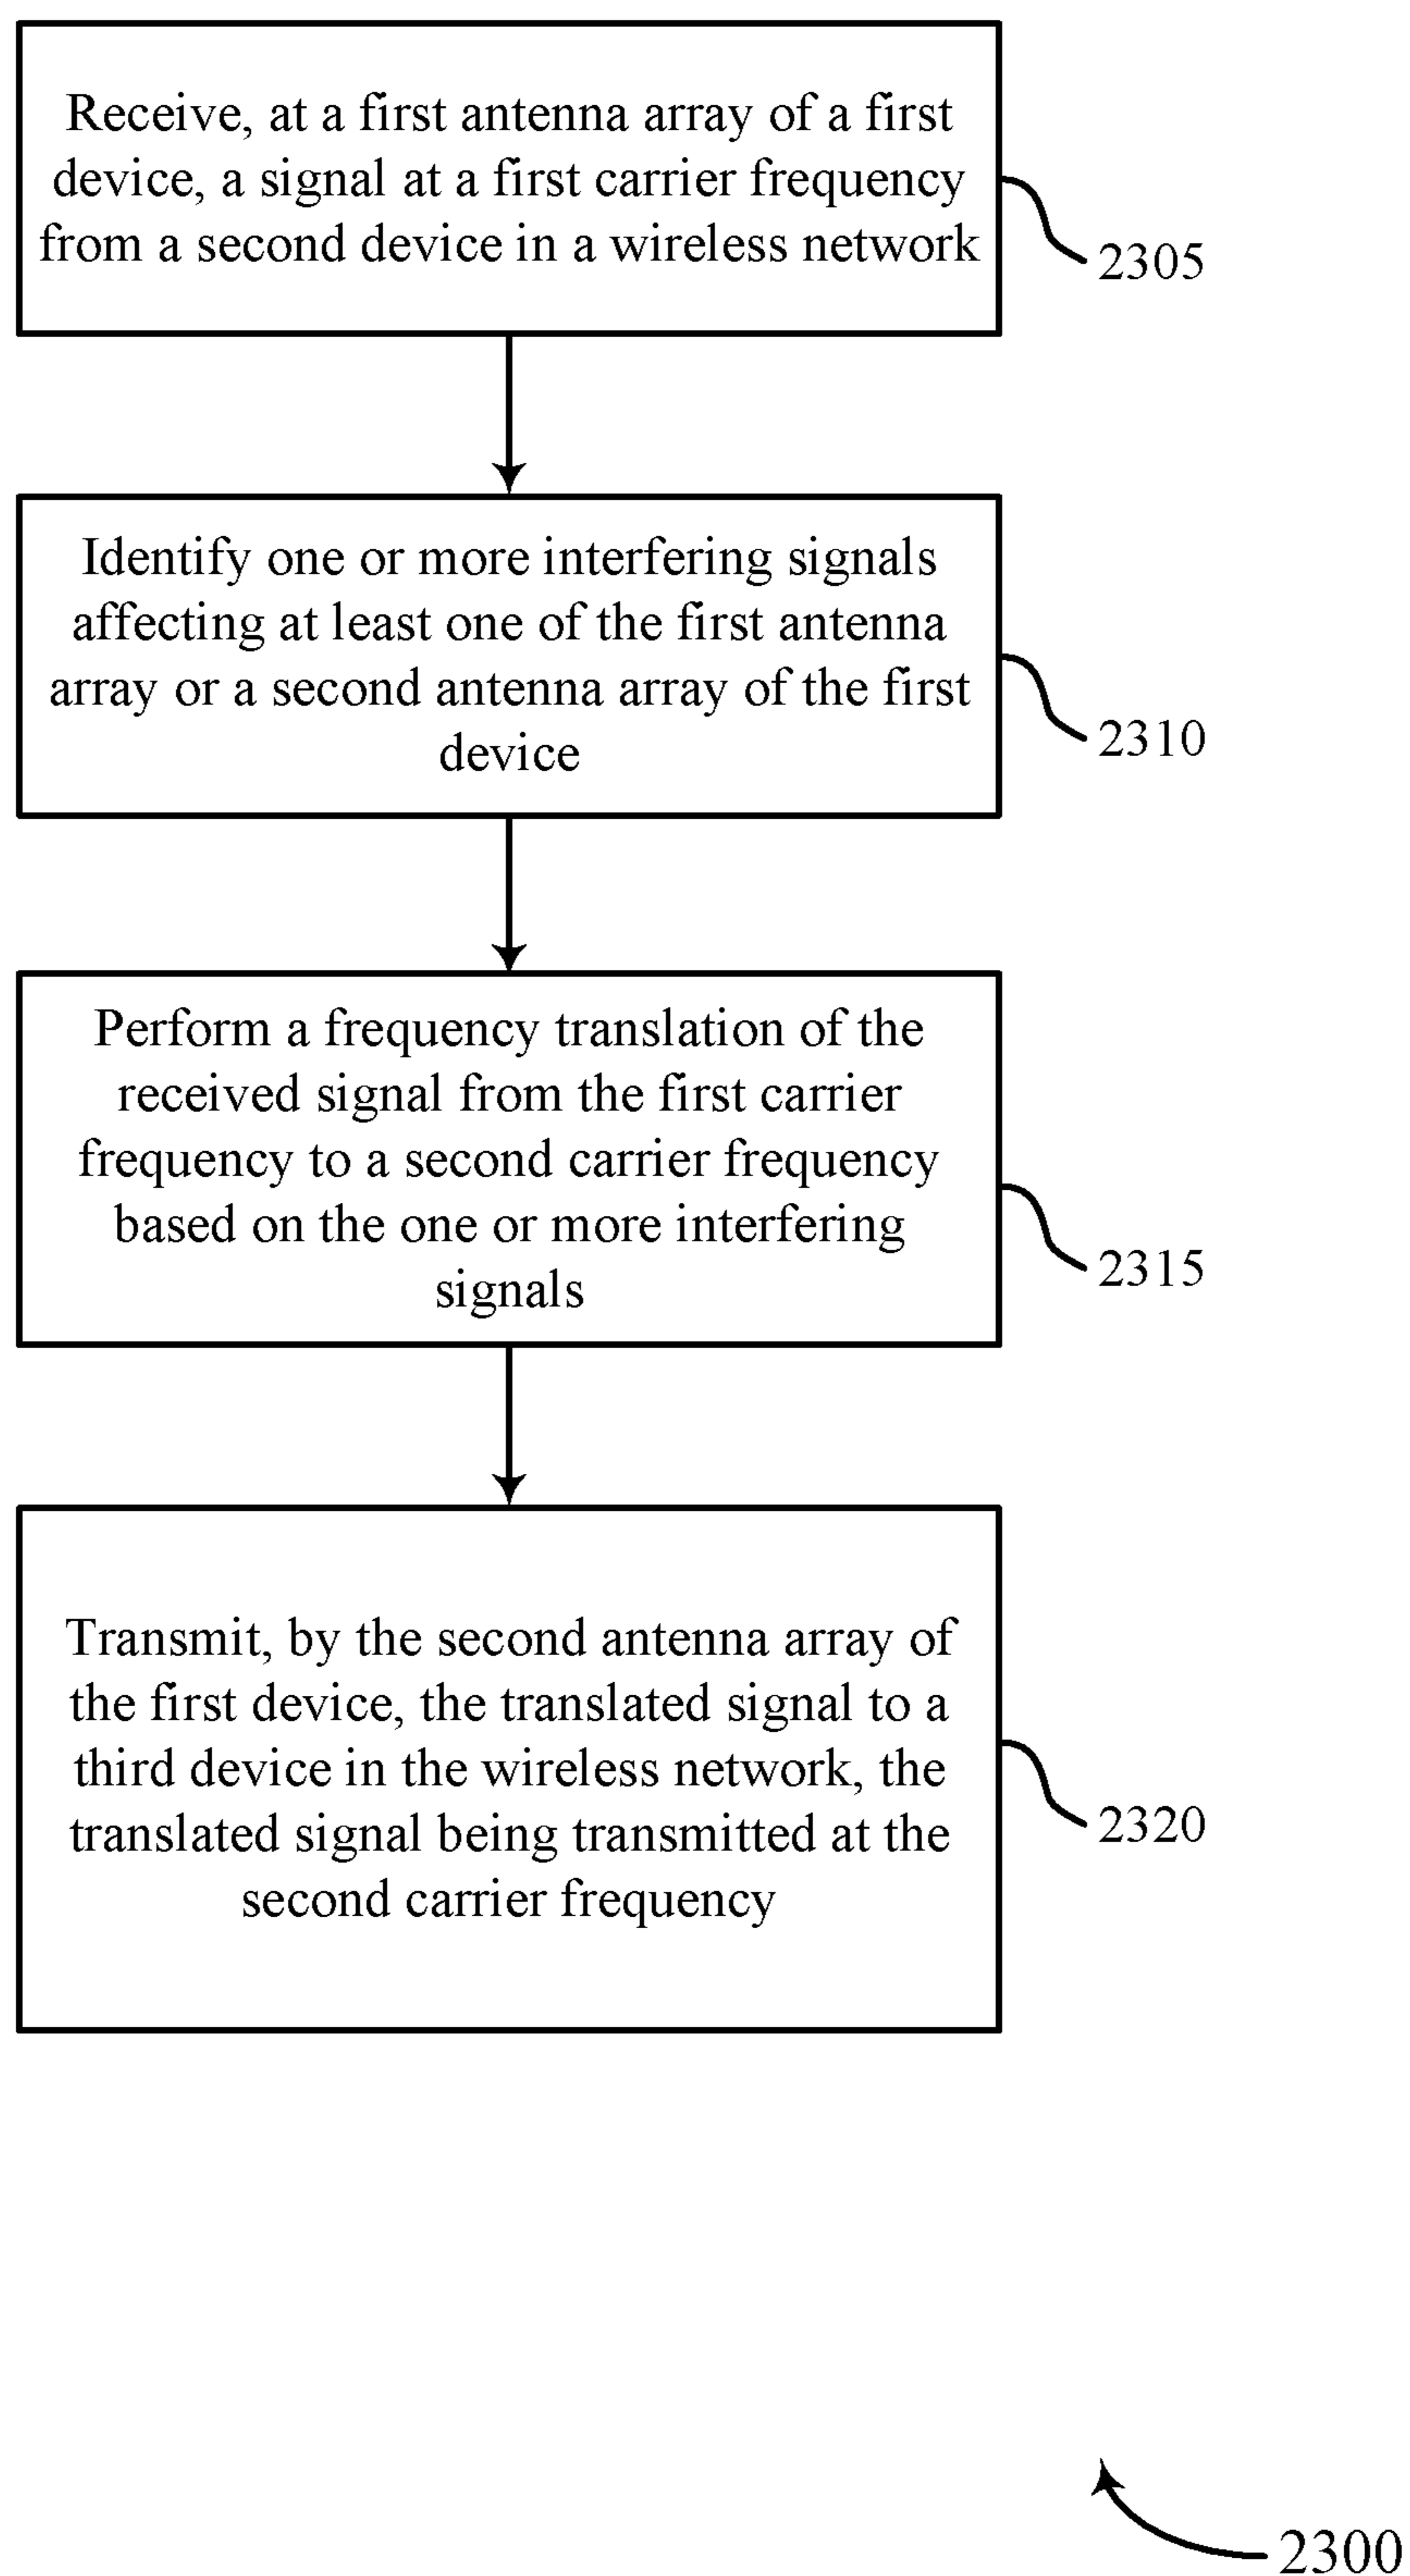 Receive, at a first antenna array of a first
device, a signal at a first carrier frequency
from a second device in a wireless network
2305
Identify one or more interfering signals
affecting at least one of the first antenna
array or a second antenna array of the first
device
2310
Perform a frequency translation of the
received signal from the first carrier
frequency to a second carrier frequency
based on the one or more interfering
signals
2315
Transmit, by the second antenna array of
the first device, the translated signal to a
third device in the wireless network, the
translated signal being transmitted at the
second carrier frequency
2320
2300